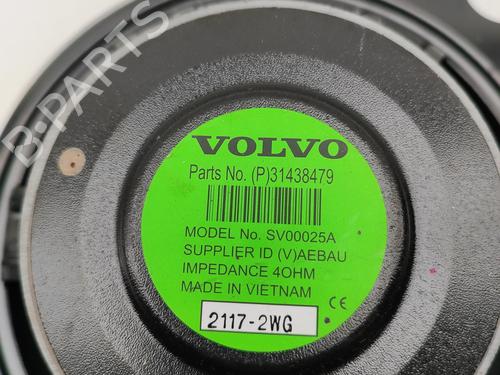 B-PARTS
VOLVO
Parts No. (P)31438479
MODEL No. SV00025A
SUPPLIER ID (V)AEBAU
IMPEDANCE 4OHM
MADE IN VIETNAM
CE
2117-2WG